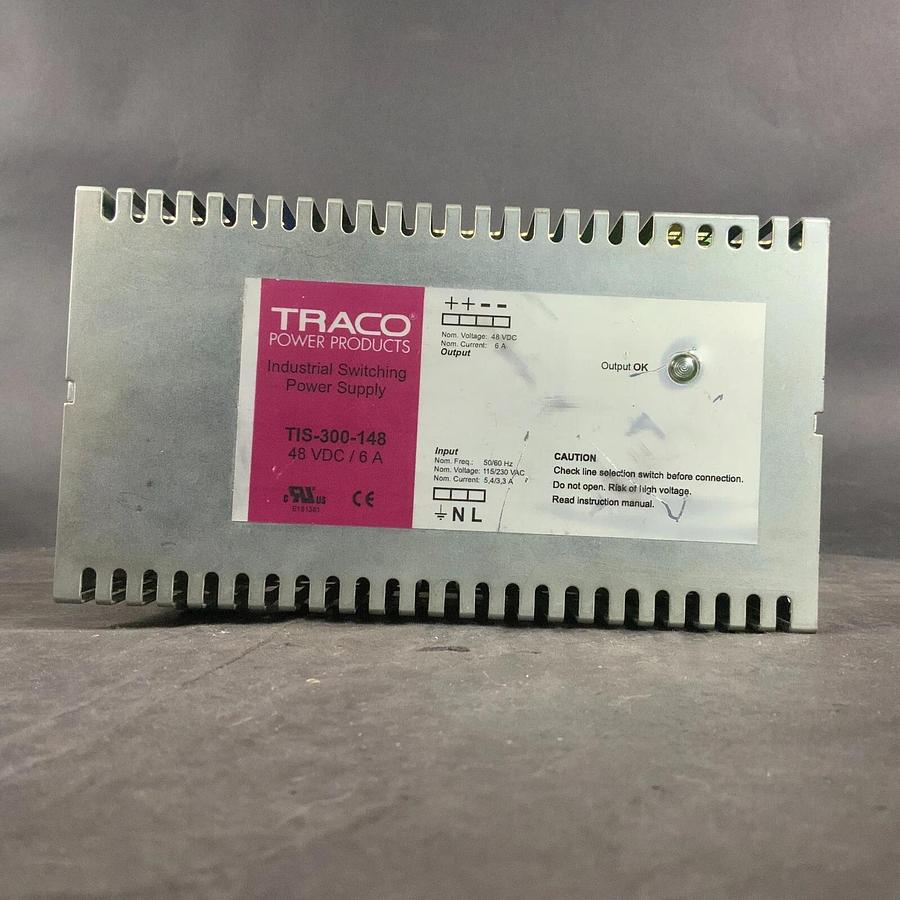 TRACO®
POWER PRODUCTS
Industrial Switching
Power Supply
TIS-300-148
48 VDC / 6 A
c RU® US
E181381
CE
++--
Nom. Voltage: 48 VDC
Nom. Current: 6 A
Output
Output OK
Input
Nom. Freq.: 50/60 Hz
Nom. Voltage: 115/230 VAC
Nom. Current: 5,4/3,3 A
N L
CAUTION
Check line selection switch before connection.
Do not open. Risk of high voltage.
Read instruction manual.